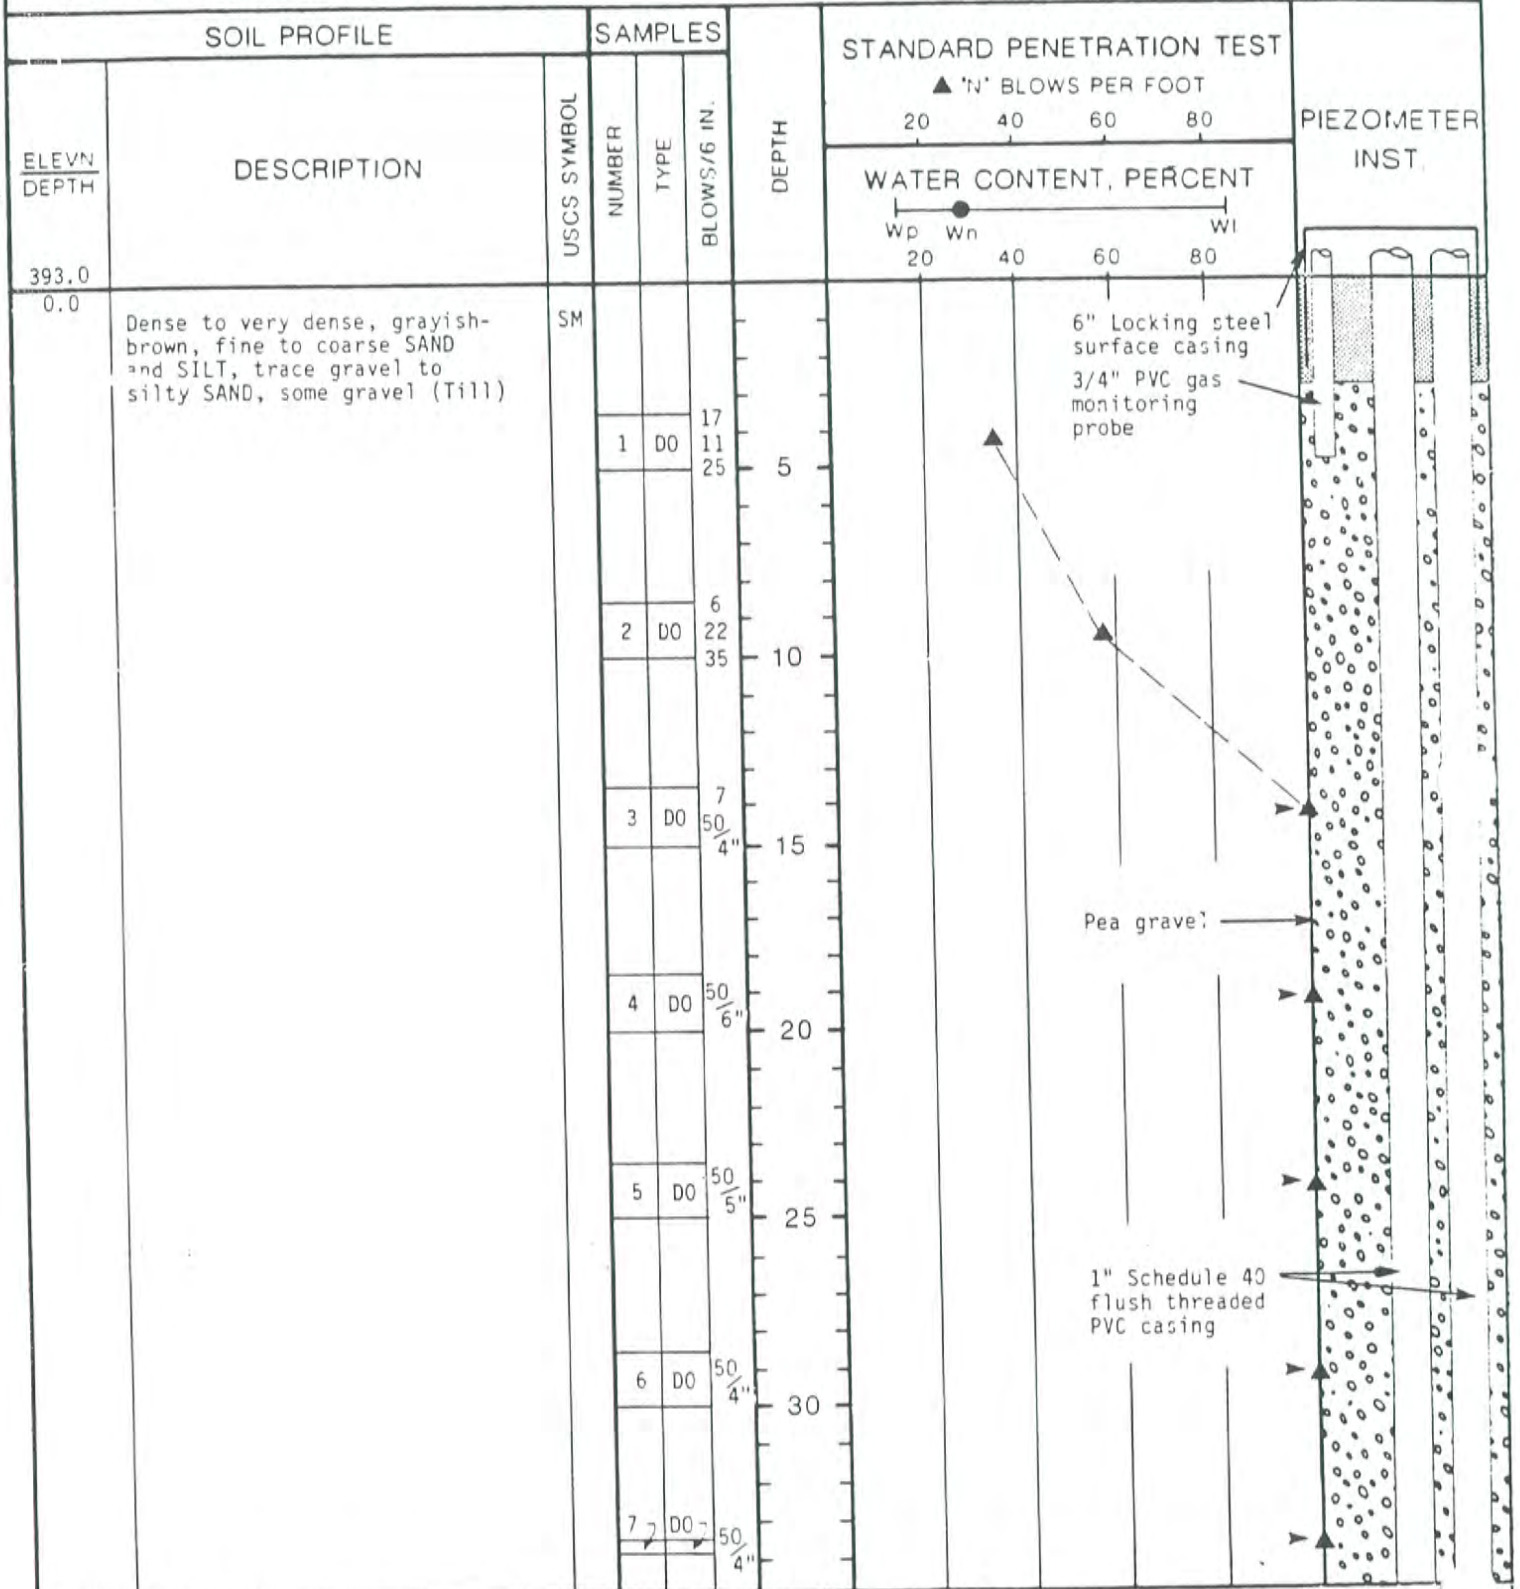 SOIL PROFILE
SAMPLES
STANDARD PENETRATION TEST
▲ 'N' BLOWS PER FOOT
20 40 60 80
PIEZOMETER
INST.
ELEVN
DEPTH
DESCRIPTION
USCS SYMBOL
NUMBER
TYPE
BLOWS/6 IN.
DEPTH
WATER CONTENT, PERCENT
Wp Wn Wl
20 40 60 80
393.0
0.0
Dense to very dense, grayish-
brown, fine to coarse SAND
and SILT, trace gravel to
silty SAND, some gravel (Till)
SM
6" Locking steel
surface casing
3/4" PVC gas
monitoring
probe
17
1 DO 11
25
5
6
2 DO 22
35
10
7
3 DO 50/4"
15
Pea gravel
4 DO 50/6"
20
5 DO 50/5"
25
1" Schedule 40
flush threaded
PVC casing
6 DO 50/4"
30
7 DO 50/4"